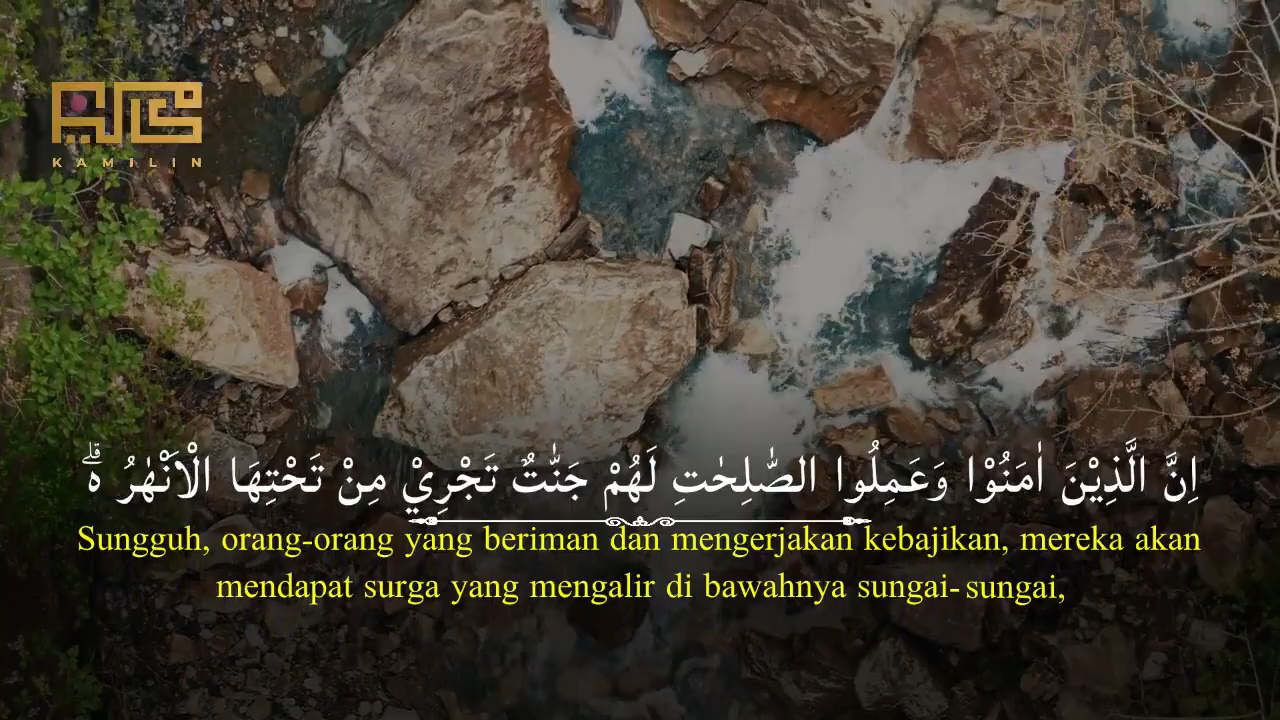 KAMILIN
اِنَّ الَّذِيْنَ اٰمَنُوْا وَعَمِلُوا الصّٰلِحٰتِ لَهُمْ جَنّٰتٌ تَجْرِيْ مِنْ تَحْتِهَا الْاَنْهٰرُ ەۗ
Sungguh, orang-orang yang beriman dan mengerjakan kebajikan, mereka akan
mendapat surga yang mengalir di bawahnya sungai-sungai,